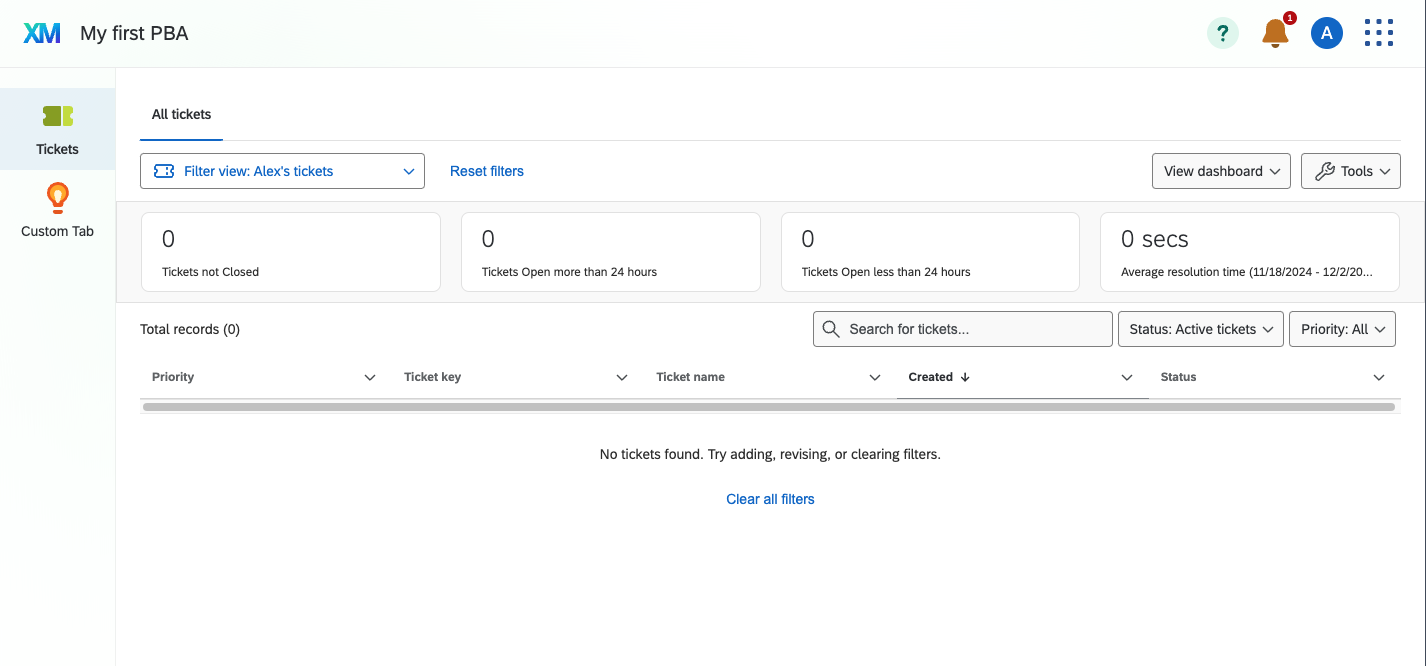 XM My first PBA ? 1 A
Tickets
Custom Tab
All tickets
Filter view: Alex's tickets Reset filters View dashboard Tools
0 0 0 0 secs
Tickets not Closed Tickets Open more than 24 hours Tickets Open less than 24 hours Average resolution time (11/18/2024 - 12/2/20...
Total records (0) Search for tickets... Status: Active tickets Priority: All
Priority Ticket key Ticket name Created Status
No tickets found. Try adding, revising, or clearing filters.
Clear all filters